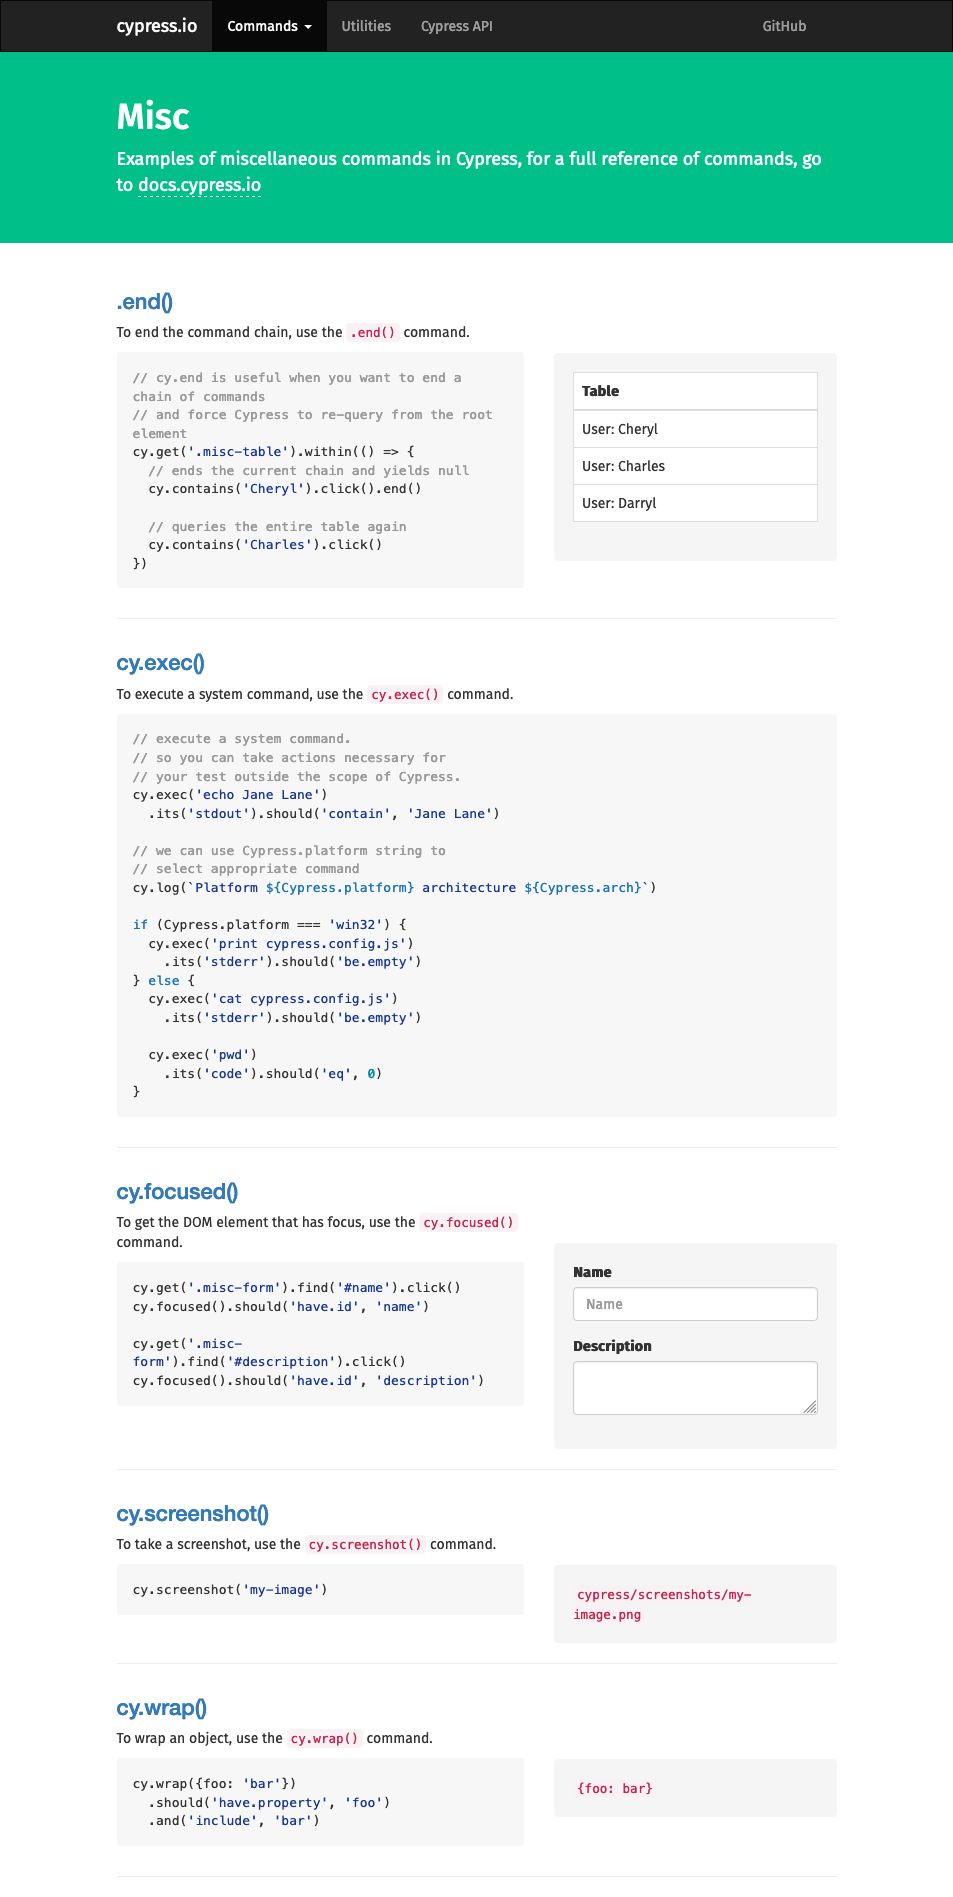 cypress.io Commands Utilities Cypress API GitHub
Misc
Examples of miscellaneous commands in Cypress, for a full reference of commands, go
to docs.cypress.io
.end()
To end the command chain, use the .end() command.
// cy.end is useful when you want to end a
chain of commands
// and force Cypress to re-query from the root
element
cy.get('.misc-table').within(() => {
  // ends the current chain and yields null
  cy.contains('Cheryl').click().end()

  // queries the entire table again
  cy.contains('Charles').click()
})
Table
User: Cheryl
User: Charles
User: Darryl
cy.exec()
To execute a system command, use the cy.exec() command.
// execute a system command.
// so you can take actions necessary for
// your test outside the scope of Cypress.
cy.exec('echo Jane Lane')
  .its('stdout').should('contain', 'Jane Lane')

// we can use Cypress.platform string to
// select appropriate command
cy.log(`Platform ${Cypress.platform} architecture ${Cypress.arch}`)

if (Cypress.platform === 'win32') {
  cy.exec('print cypress.config.js')
    .its('stderr').should('be.empty')
} else {
  cy.exec('cat cypress.config.js')
    .its('stderr').should('be.empty')

  cy.exec('pwd')
    .its('code').should('eq', 0)
}
cy.focused()
To get the DOM element that has focus, use the cy.focused()
command.
cy.get('.misc-form').find('#name').click()
cy.focused().should('have.id', 'name')

cy.get('.misc-
form').find('#description').click()
cy.focused().should('have.id', 'description')
Name
Name
Description
cy.screenshot()
To take a screenshot, use the cy.screenshot() command.
cy.screenshot('my-image')
cypress/screenshots/my-
image.png
cy.wrap()
To wrap an object, use the cy.wrap() command.
cy.wrap({foo: 'bar'})
  .should('have.property', 'foo')
  .and('include', 'bar')
{foo: bar}